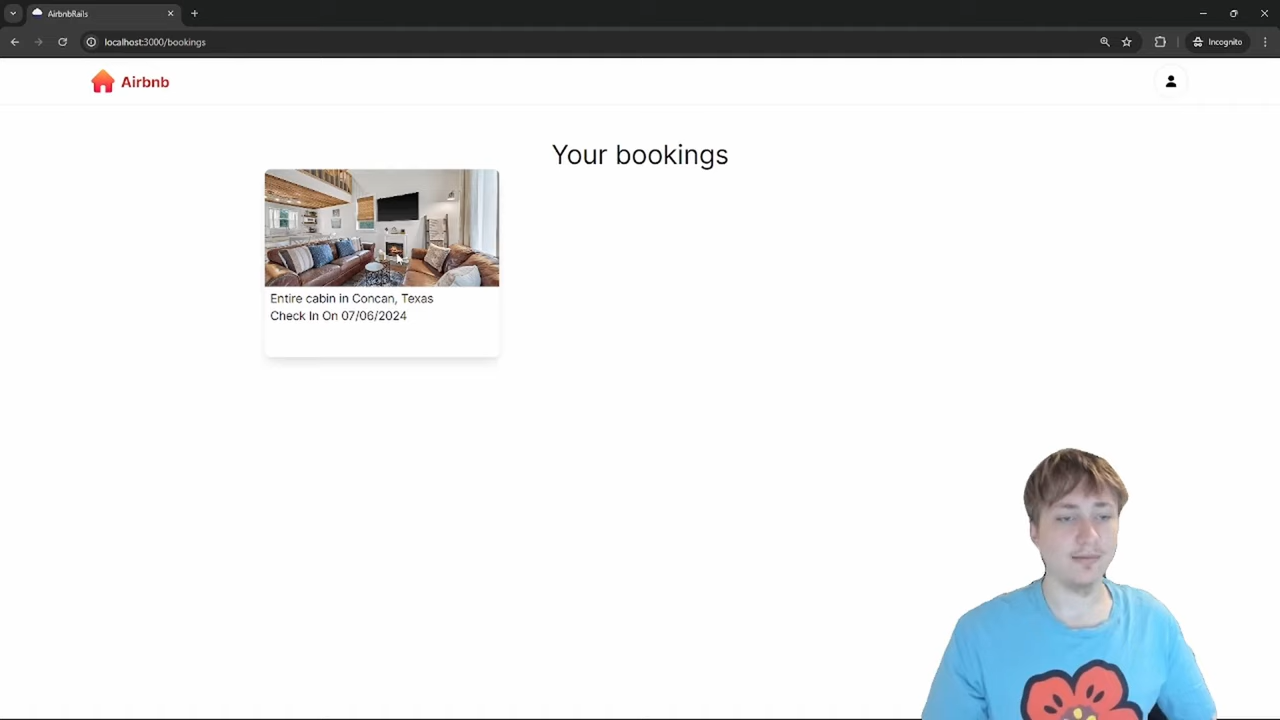 AirbnbRails
localhost:3000/bookings
Incognito
Airbnb
Your bookings
Entire cabin in Concan, Texas
Check In On 07/06/2024